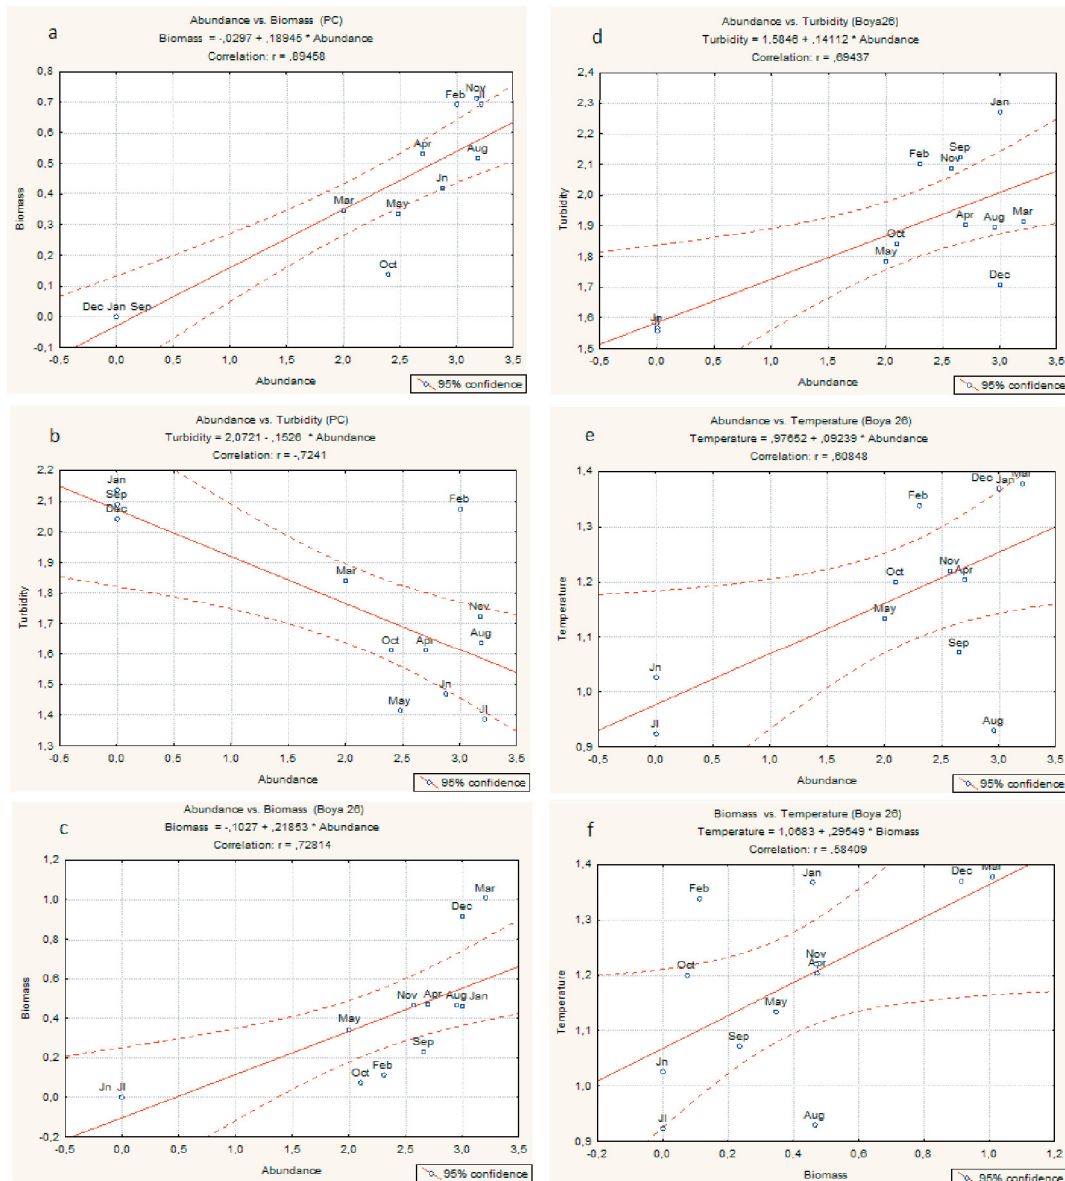 a
Abundance vs. Biomass (PC)
Biomass = -,0297 + ,18945 * Abundance
Correlation: r = ,89458
0,8
0,7
0,6
0,5
0,4
0,3
0,2
0,1
0,0
-0,1
Biomass
Nov
Feb Jl
Apr
Aug
Jn
Mar May
Oct
Dec Jan Sep
-0,5 0,0 0,5 1,0 1,5 2,0 2,5 3,0 3,5
Abundance
95% confidence
b
Abundance vs. Turbidity (PC)
Turbidity = 2,0721 - ,1526 * Abundance
Correlation: r = -,7241
2,2
2,1
2,0
1,9
1,8
1,7
1,6
1,5
1,4
1,3
Turbidity
Jan
Sep
Dec
Feb
Mar
Nov
Oct Apr Aug
Jn
May Jl
-0,5 0,0 0,5 1,0 1,5 2,0 2,5 3,0 3,5
Abundance
95% confidence
c
Abundance vs. Biomass (Boya 26)
Biomass = -,1027 + ,21853 * Abundance
Correlation: r = ,72814
1,2
1,0
0,8
0,6
0,4
0,2
0,0
-0,2
Biomass
Mar
Dec
Nov Apr Aug Jan
May
Sep
Oct Feb
Jn Jl
-0,5 0,0 0,5 1,0 1,5 2,0 2,5 3,0 3,5
Abundance
95% confidence
d
Abundance vs. Turbidity (Boya26)
Turbidity = 1,5846 + ,14112 * Abundance
Correlation: r = ,69437
2,4
2,3
2,2
2,1
2,0
1,9
1,8
1,7
1,6
1,5
Turbidity
Jan
Feb Nov Sep
Apr Aug Mar
Oct
May
Dec
Jn
Jl
-0,5 0,0 0,5 1,0 1,5 2,0 2,5 3,0 3,5
Abundance
95% confidence
e
Abundance vs. Temperature (Boya 26)
Temperature = ,97652 + ,09239 * Abundance
Correlation: r = ,60848
1,4
1,3
1,2
1,1
1,0
0,9
Temperature
Dec Jan Mar
Feb
Oct Nov Apr
May
Sep
Jn
Jl
Aug
-0,5 0,0 0,5 1,0 1,5 2,0 2,5 3,0 3,5
Abundance
95% confidence
f
Biomass vs. Temperature (Boya 26)
Temperature = 1,0683 + ,29549 * Biomass
Correlation: r = ,58409
1,4
1,3
1,2
1,1
1,0
0,9
Temperature
Feb Jan Dec Mar
Oct Nov
Apr
May
Sep
Jn
Jl
Aug
-0,2 0,0 0,2 0,4 0,6 0,8 1,0 1,2
Biomass
95% confidence